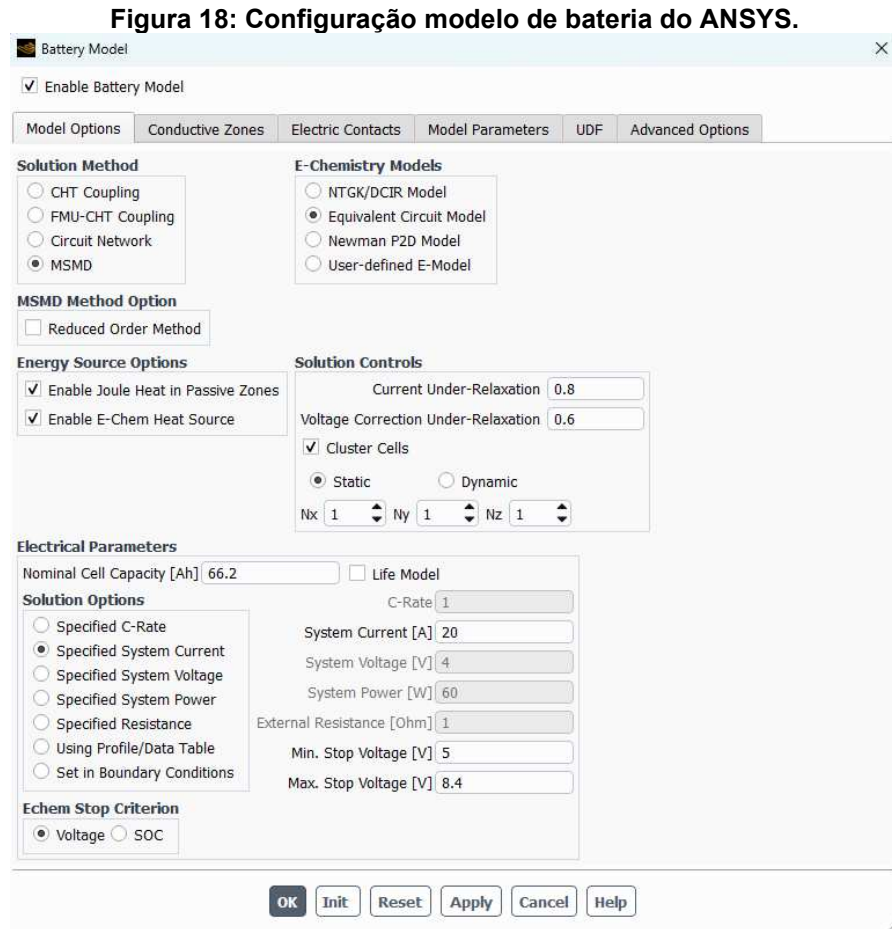 Figura 18: Configuração modelo de bateria do ANSYS.
Battery Model
Enable Battery Model
Model Options Conductive Zones Electric Contacts Model Parameters UDF Advanced Options
Solution Method
CHT Coupling
FMU-CHT Coupling
Circuit Network
MSMD
E-Chemistry Models
NTGK/DCIR Model
Equivalent Circuit Model
Newman P2D Model
User-defined E-Model
MSMD Method Option
Reduced Order Method
Energy Source Options
Enable Joule Heat in Passive Zones
Enable E-Chem Heat Source
Solution Controls
Current Under-Relaxation 0.8
Voltage Correction Under-Relaxation 0.6
Cluster Cells
Static Dynamic
Nx 1 Ny 1 Nz 1
Electrical Parameters
Nominal Cell Capacity [Ah] 66.2 Life Model
Solution Options
Specified C-Rate
Specified System Current
Specified System Voltage
Specified System Power
Specified Resistance
Using Profile/Data Table
Set in Boundary Conditions
C-Rate 1
System Current [A] 20
System Voltage [V] 4
System Power [W] 60
External Resistance [Ohm] 1
Min. Stop Voltage [V] 5
Max. Stop Voltage [V] 8.4
Echem Stop Criterion
Voltage SOC
OK Init Reset Apply Cancel Help